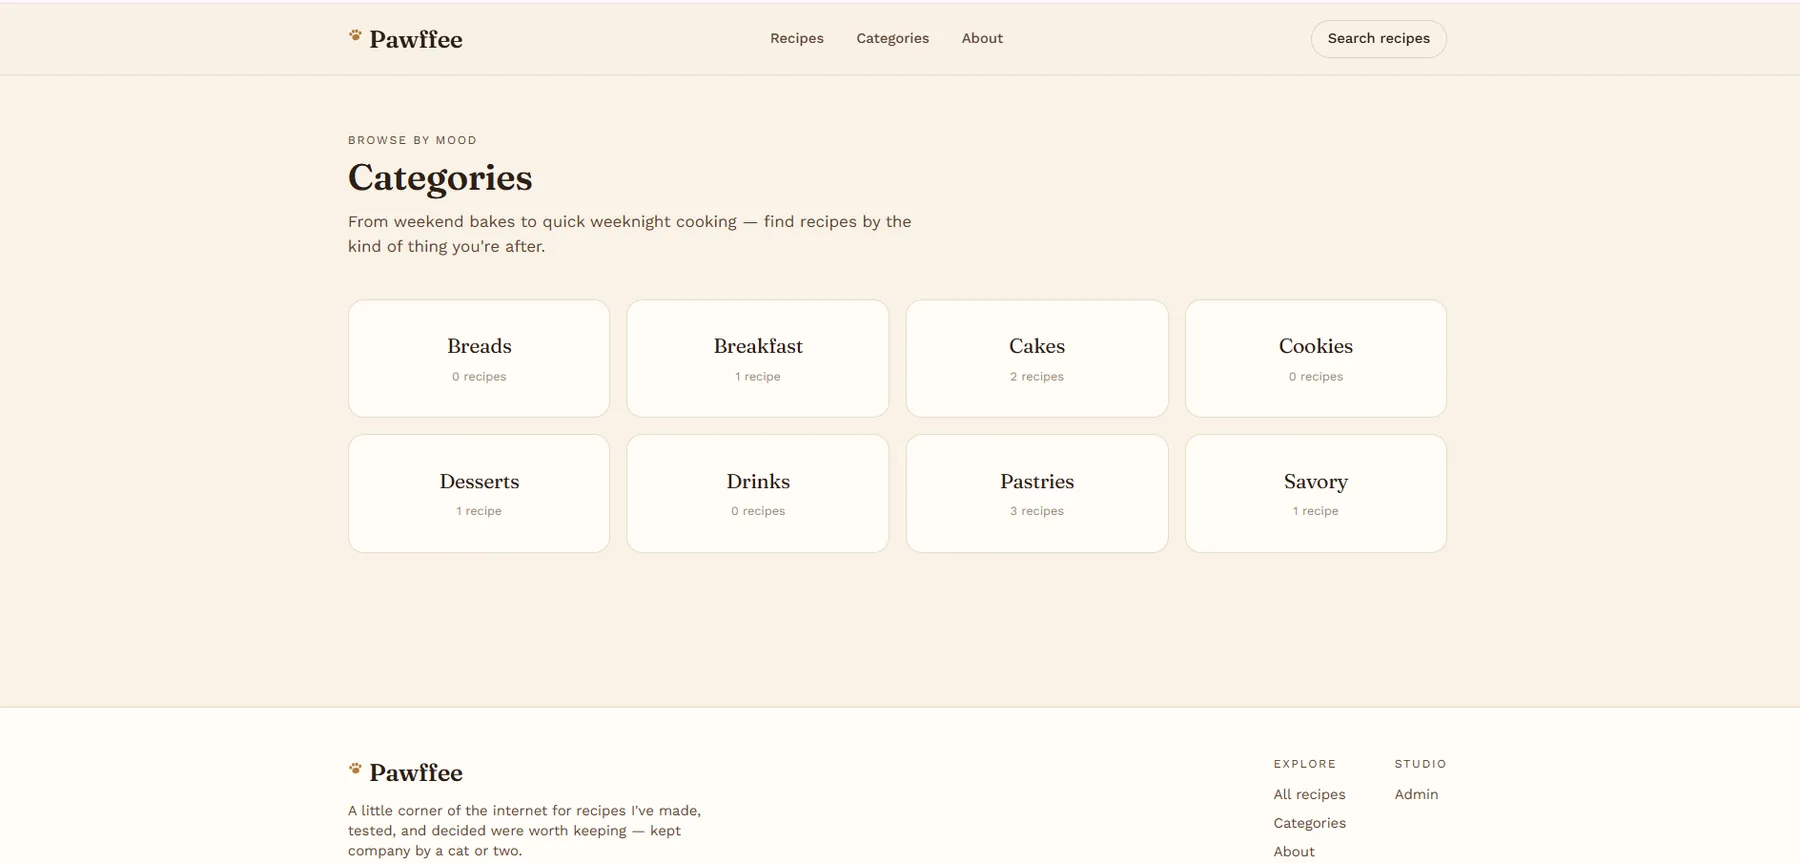 Pawffee
Recipes
Categories
About
Search recipes
BROWSE BY MOOD
Categories
From weekend bakes to quick weeknight cooking — find recipes by the
kind of thing you're after.
Breads
0 recipes
Breakfast
1 recipe
Cakes
2 recipes
Cookies
0 recipes
Desserts
1 recipe
Drinks
0 recipes
Pastries
3 recipes
Savory
1 recipe
Pawffee
A little corner of the internet for recipes I've made,
tested, and decided were worth keeping — kept
company by a cat or two.
EXPLORE
All recipes
Categories
About
STUDIO
Admin